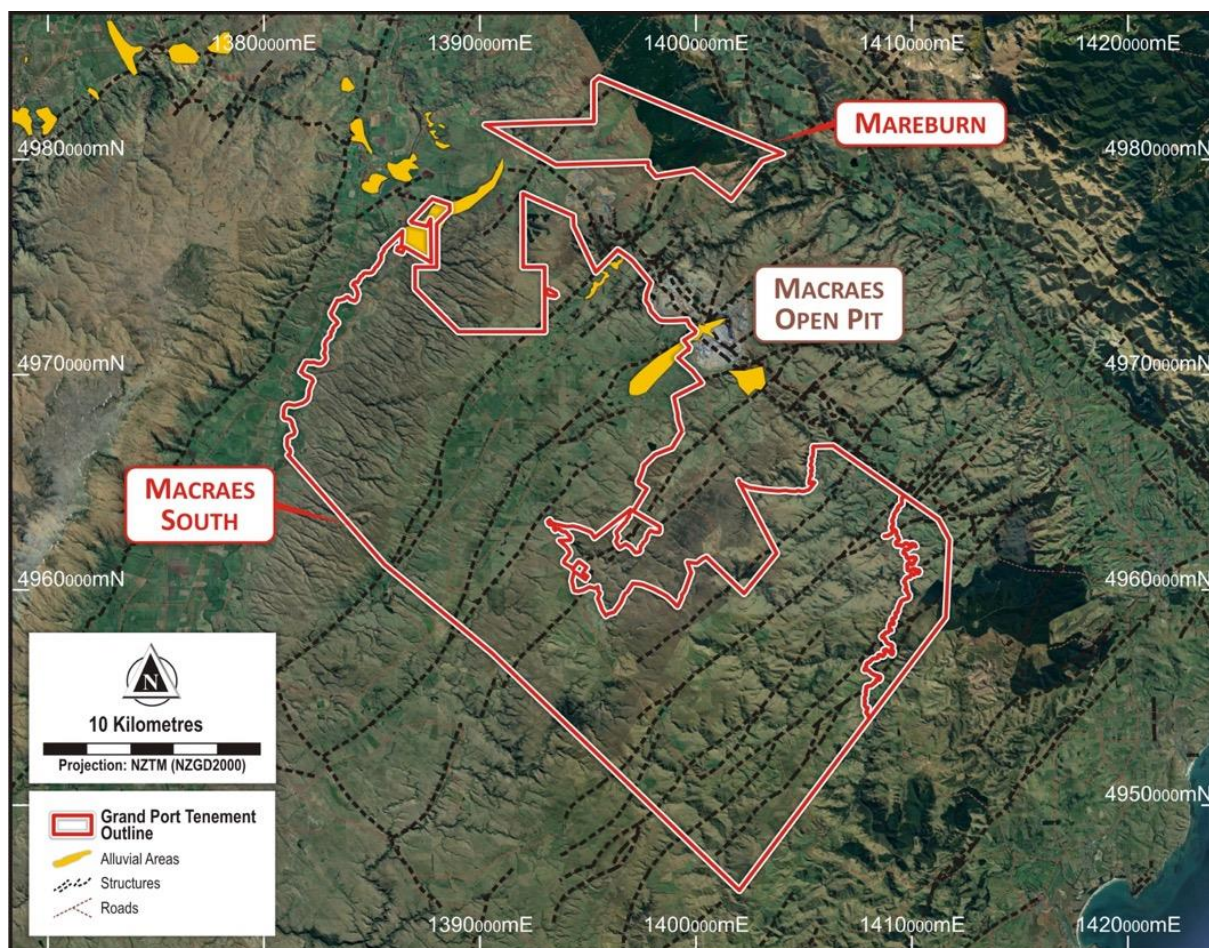 1380000mE
1390000mE
1400000mE
1410000mE
1420000mE
MAREBURN
4980000mN
4980000mN
MACRAES
OPEN PIT
4970000mN
4970000mN
MACRAES
SOUTH
4960000mN
4960000mN
N
10 Kilometres
Projection: NZTM (NZGD2000)
Grand Port Tenement
Outline
Alluvial Areas
Structures
Roads
4950000mN
1390000mE
1400000mE
1410000mE
1420000mE